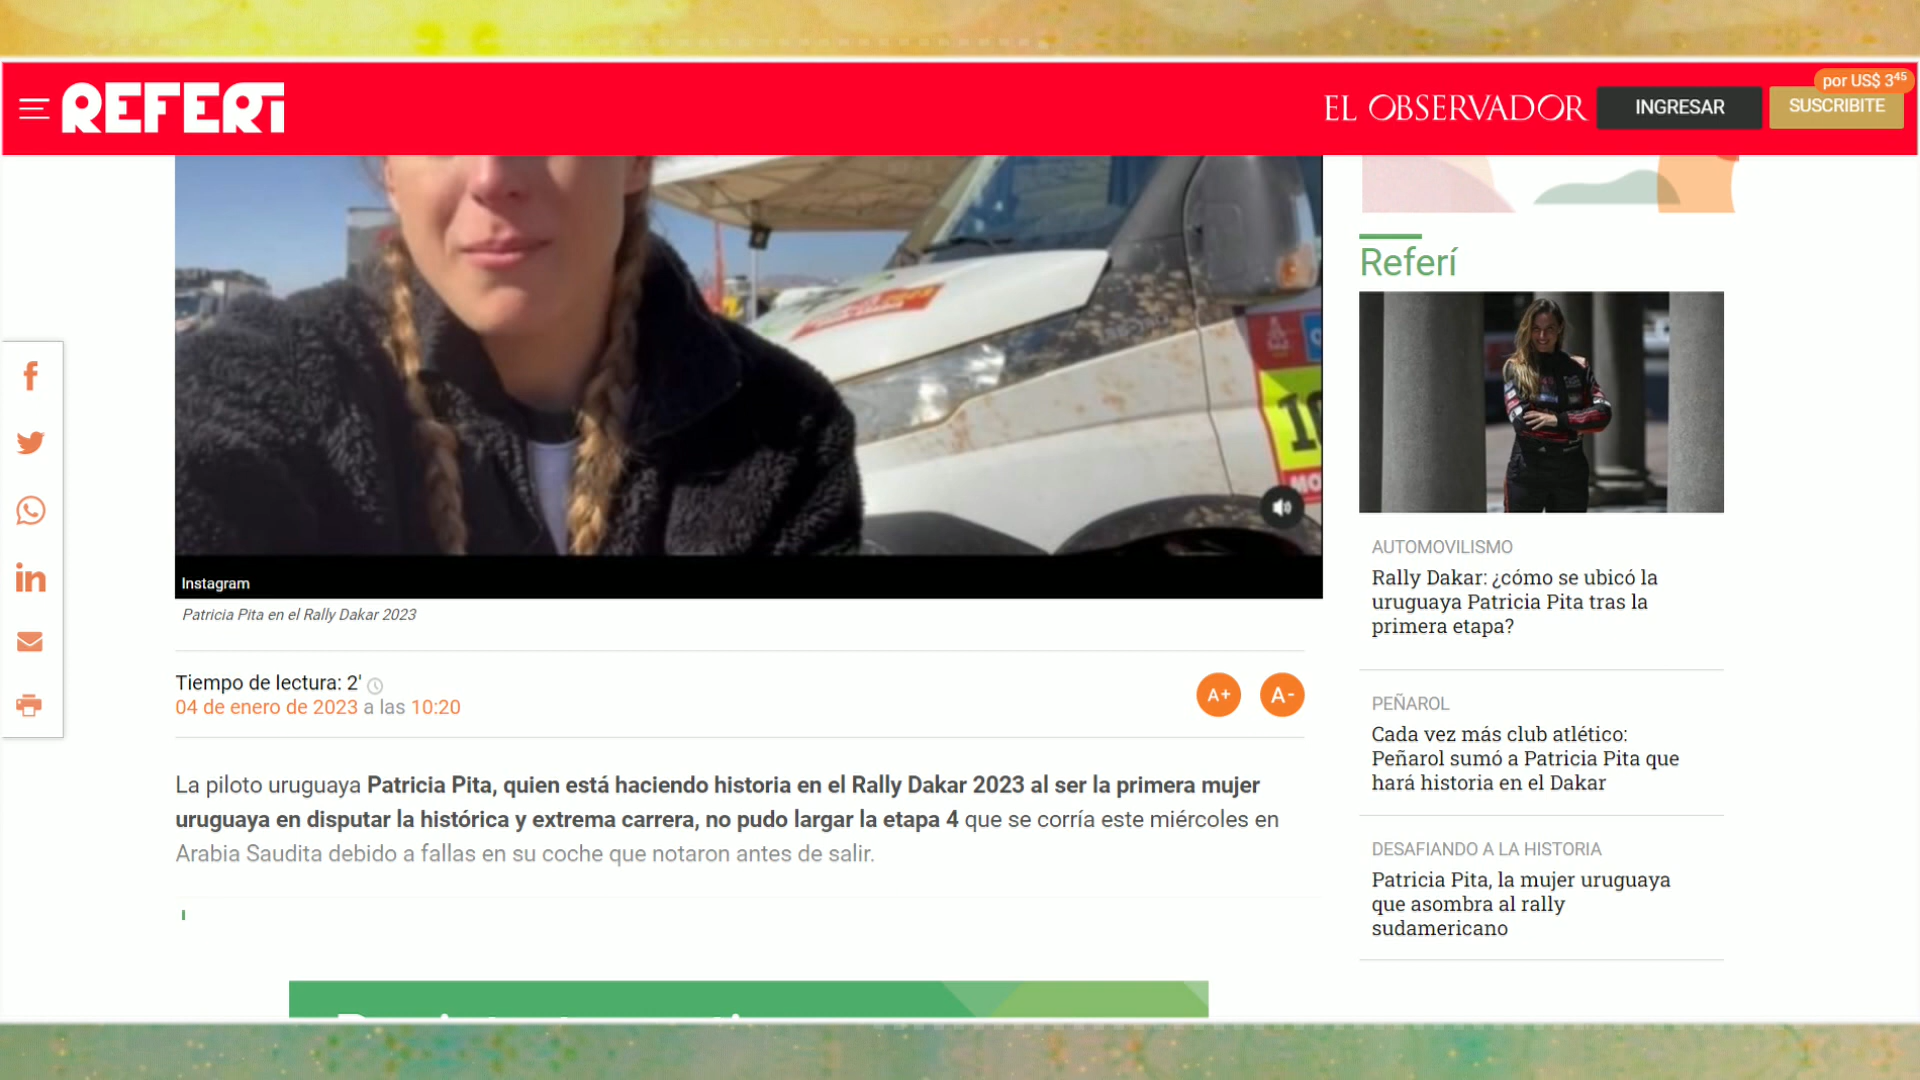 REFERÍ
EL OBSERVADOR
INGRESAR
por US$ 3⁴⁵
SUSCRIBITE
Instagram
Patricia Pita en el Rally Dakar 2023
Tiempo de lectura: 2'
04 de enero de 2023 a las 10:20
A+
A-
La piloto uruguaya Patricia Pita, quien está haciendo historia en el Rally Dakar 2023 al ser la primera mujer
uruguaya en disputar la histórica y extrema carrera, no pudo largar la etapa 4 que se corría este miércoles en
Arabia Saudita debido a fallas en su coche que notaron antes de salir.
Referí
AUTOMOVILISMO
Rally Dakar: ¿cómo se ubicó la
uruguaya Patricia Pita tras la
primera etapa?
PEÑAROL
Cada vez más club atlético:
Peñarol sumó a Patricia Pita que
hará historia en el Dakar
DESAFIANDO A LA HISTORIA
Patricia Pita, la mujer uruguaya
que asombra al rally
sudamericano